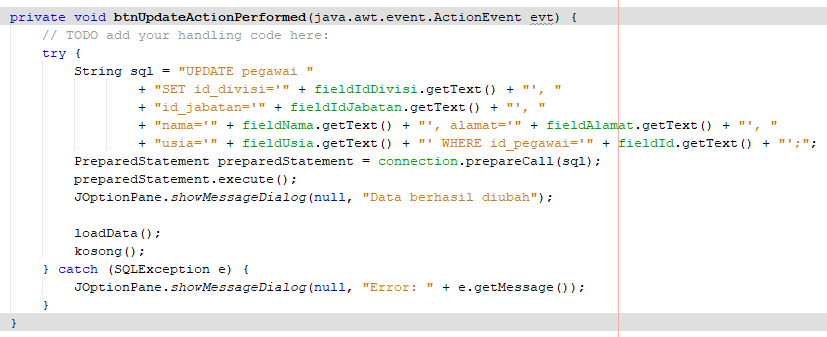 private void btnUpdateActionPerformed(java.awt.event.ActionEvent evt) {
    // TODO add your handling code here:
    try {
        String sql = "UPDATE pegawai "
                + "SET id_divisi='" + fieldIdDivisi.getText() + "', "
                + "id_jabatan='" + fieldIdJabatan.getText() + "', "
                + "nama='" + fieldNama.getText() + "', alamat='" + fieldAlamat.getText() + "', "
                + "usia='" + fieldUsia.getText() + "' WHERE id_pegawai='" + fieldId.getText() + "';";
        PreparedStatement preparedStatement = connection.prepareCall(sql);
        preparedStatement.execute();
        JOptionPane.showMessageDialog(null, "Data berhasil diubah");

        loadData();
        kosong();
    } catch (SQLException e) {
        JOptionPane.showMessageDialog(null, "Error: " + e.getMessage());
    }
}